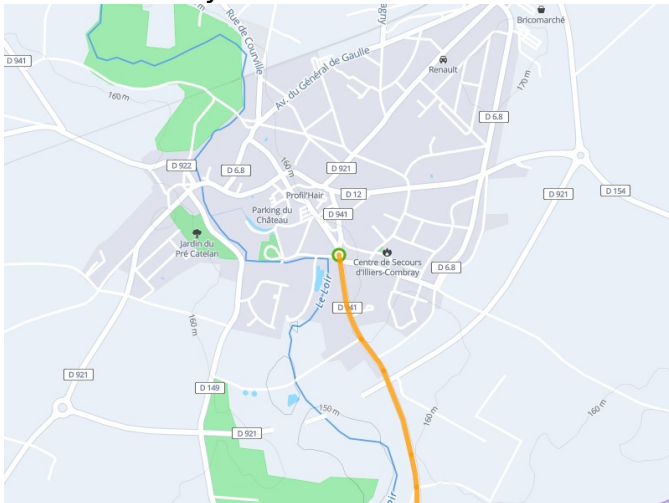 Rue de Courville
agny
Bricomarché
D 941
Av. du Général de Gaulle
Renault
160 m
170 m
D 6.8
D 922
D 6.8
160 m
D 921
D 921
D 154
Profil'Hair
D 12
Parking du
Château
D 941
Jardin du
Pré Catelan
Centre de Secours
d'Illiers-Combray
D 6.8
Le Loir
D 941
160 m
D 921
D 149
150 m
160 m
160 m
D 921
oir